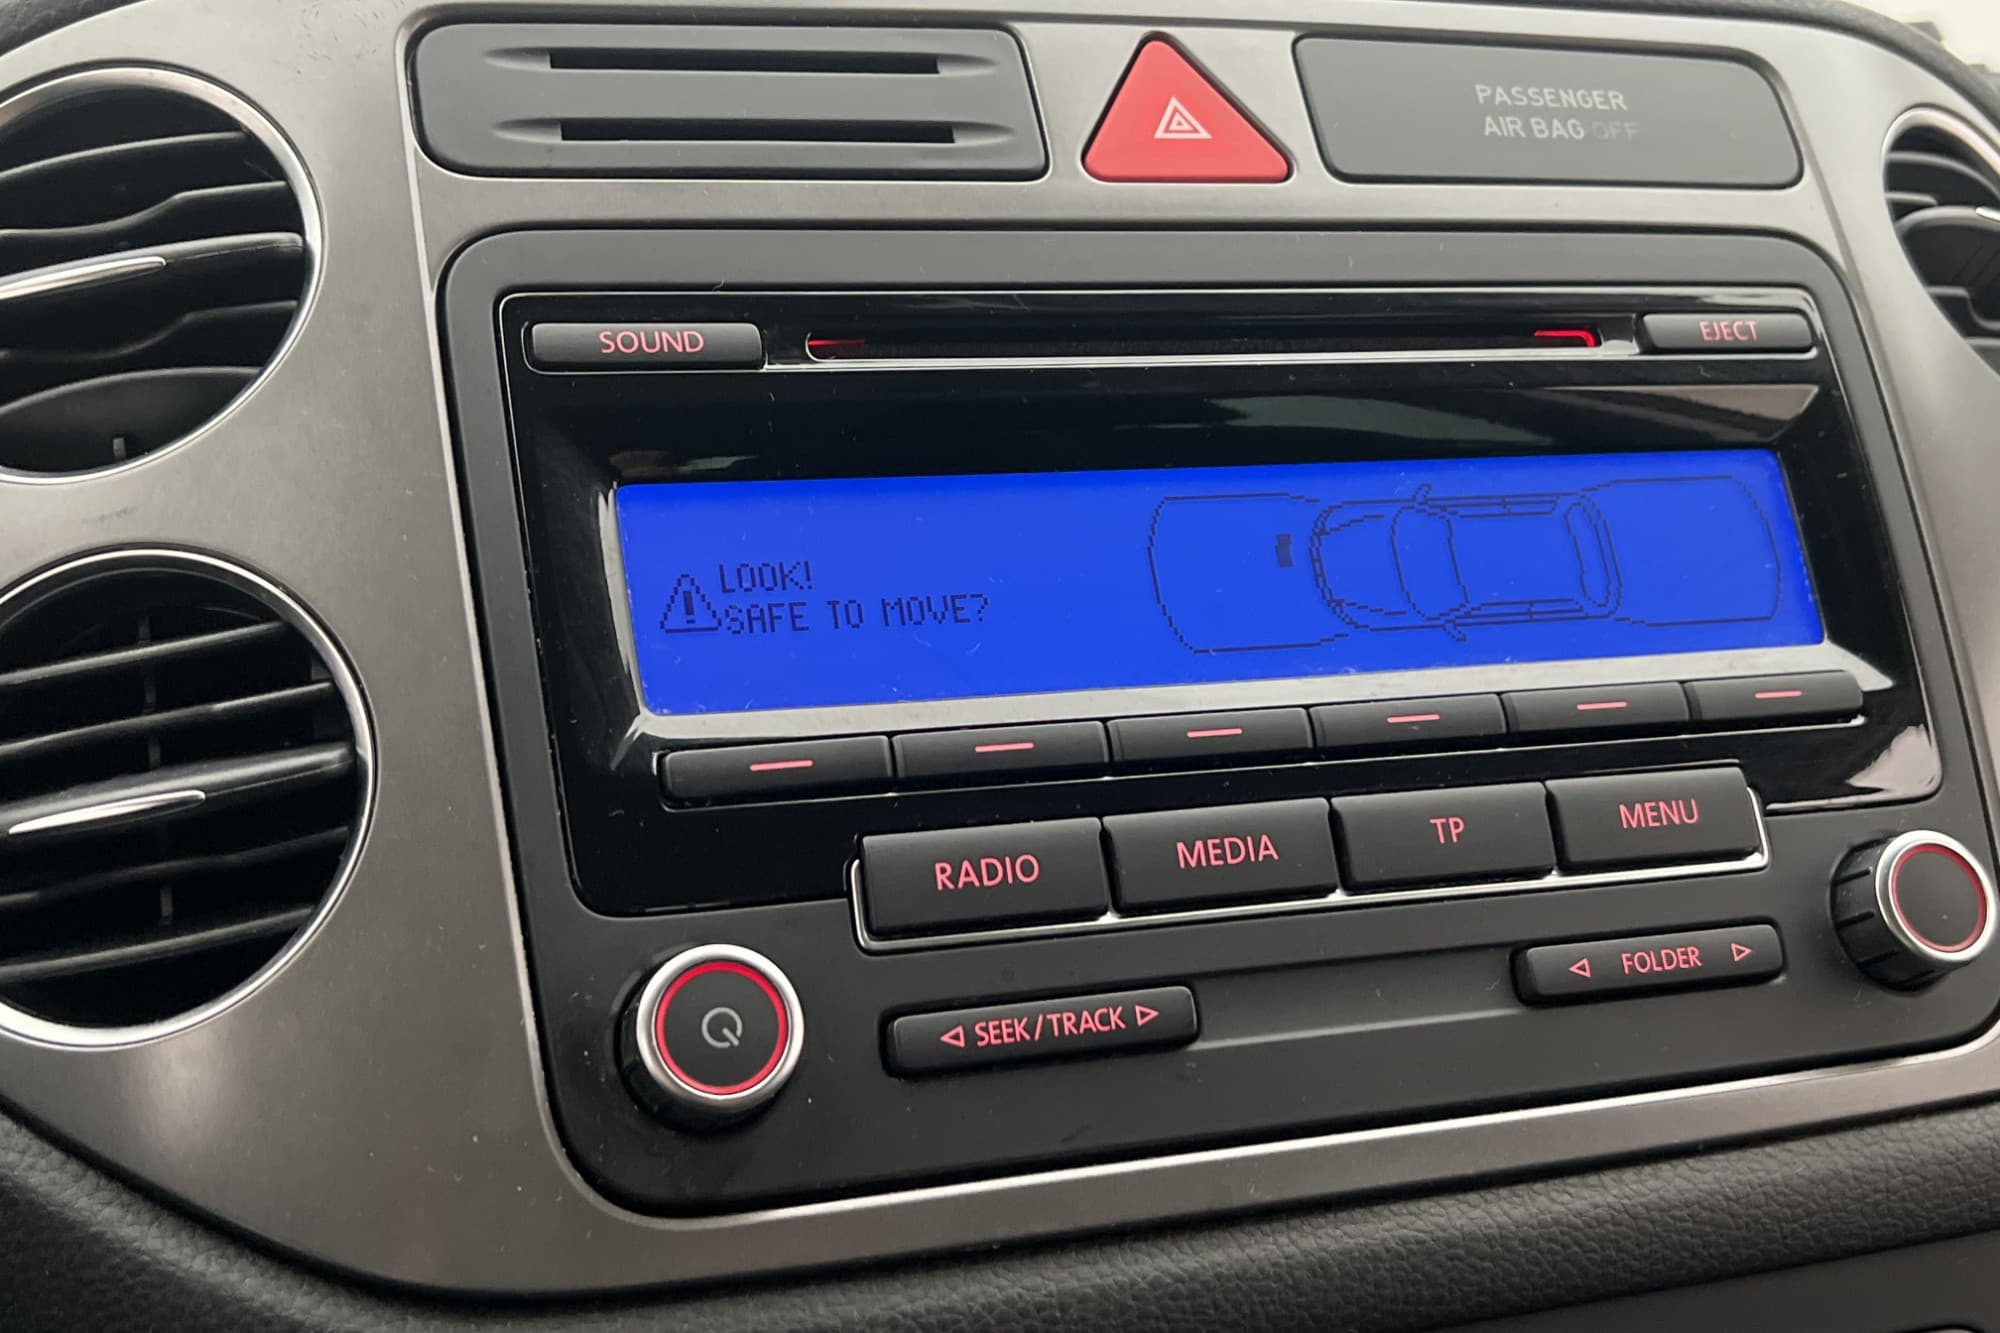 PASSENGER
AIR BAG OFF
SOUND
EJECT
LOOK!
SAFE TO MOVE?
RADIO
MEDIA
TP
MENU
SEEK/TRACK
FOLDER